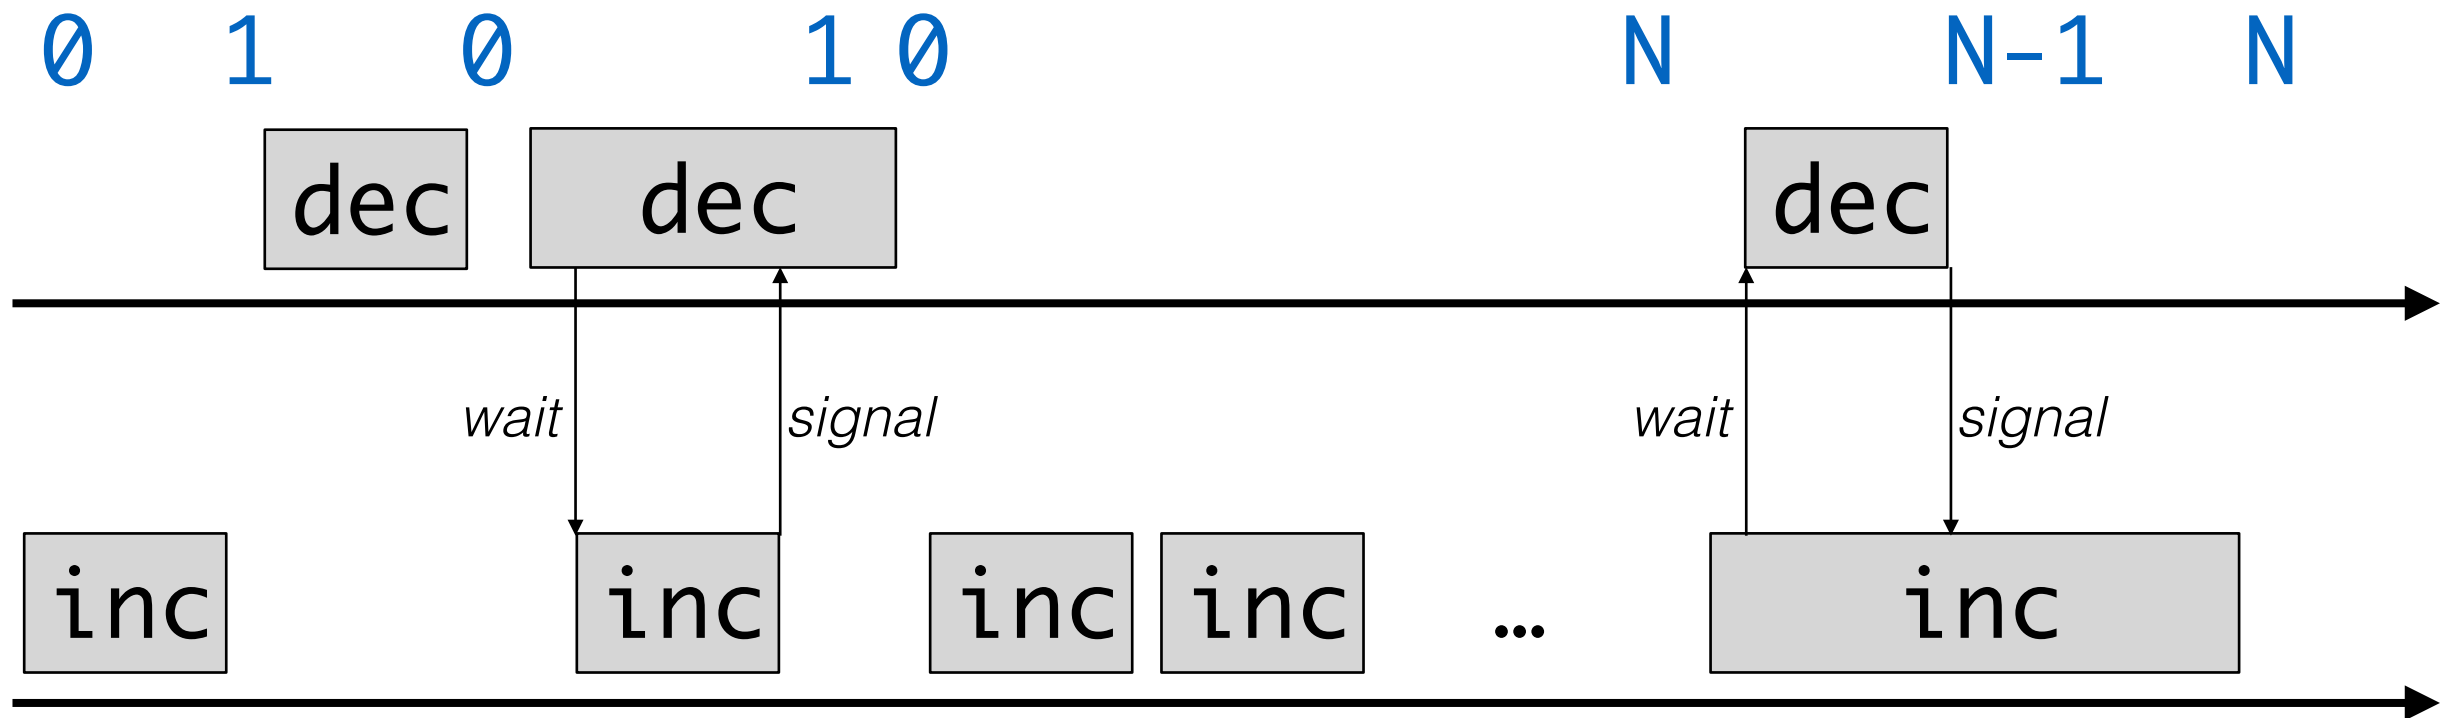 0 1 0 1 0 N N-1 N
dec dec dec
wait signal wait signal
inc inc inc inc … inc